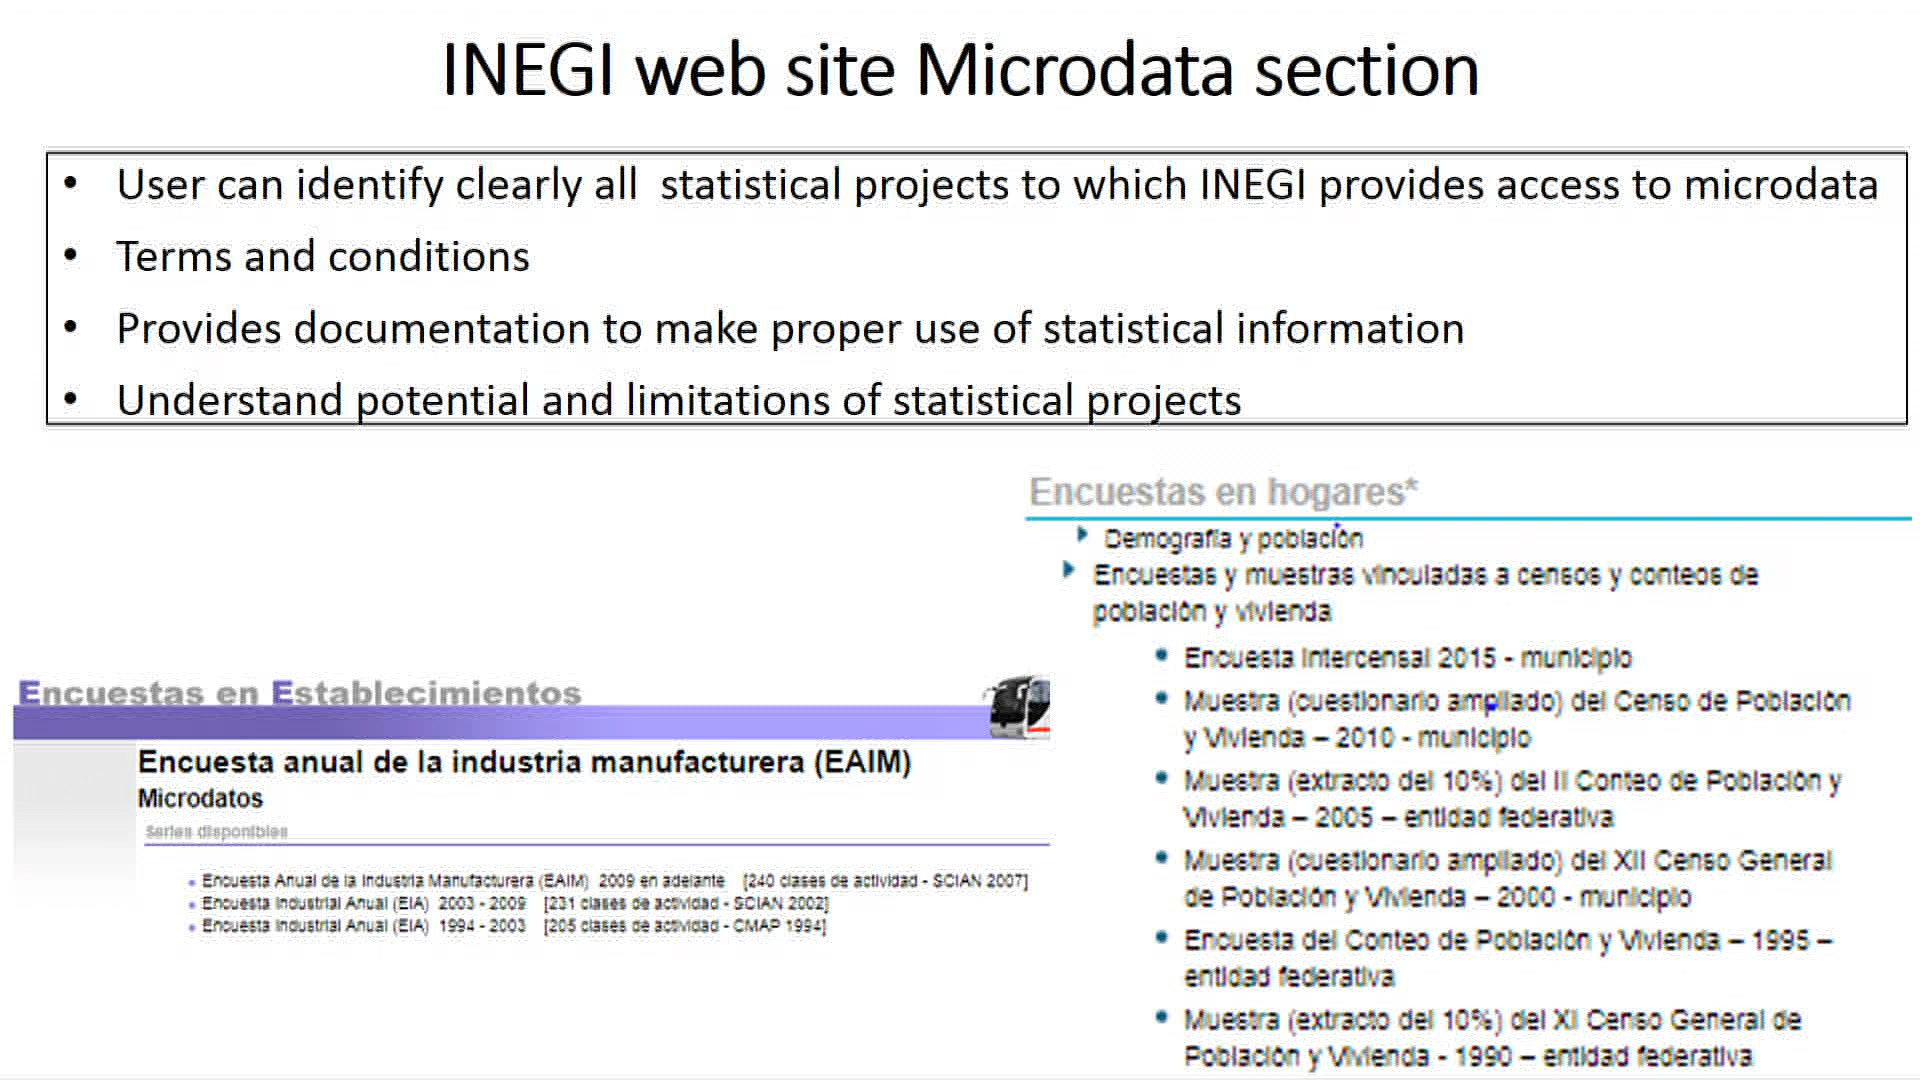 INEGI web site Microdata section
• User can identify clearly all statistical projects to which INEGI provides access to microdata
• Terms and conditions
• Provides documentation to make proper use of statistical information
• Understand potential and limitations of statistical projects
Encuestas en Establecimientos
Encuesta anual de la industria manufacturera (EAIM)
Microdatos
Series disponibles
Encuesta Anual de la Industria Manufacturera (EAIM) 2009 en adelante [240 clases de actividad - SCIAN 2007]
Encuesta Industrial Anual (EIA) 2003 - 2009 [231 clases de actividad - SCIAN 2002]
Encuesta Industrial Anual (EIA) 1994 - 2003 [205 clases de actividad - CMAP 1994]
Encuestas en hogares*
Demografía y población
Encuestas y muestras vinculadas a censos y conteos de
población y vivienda
• Encuesta Intercensal 2015 - municipio
• Muestra (cuestionario ampliado) del Censo de Población
y Vivienda – 2010 - municipio
• Muestra (extracto del 10%) del II Conteo de Población y
Vivienda – 2005 – entidad federativa
• Muestra (cuestionario ampliado) del XII Censo General
de Población y Vivienda – 2000 - municipio
• Encuesta del Conteo de Población y Vivienda – 1995 –
entidad federativa
• Muestra (extracto del 10%) del XI Censo General de
Población y Vivienda - 1990 – entidad federativa